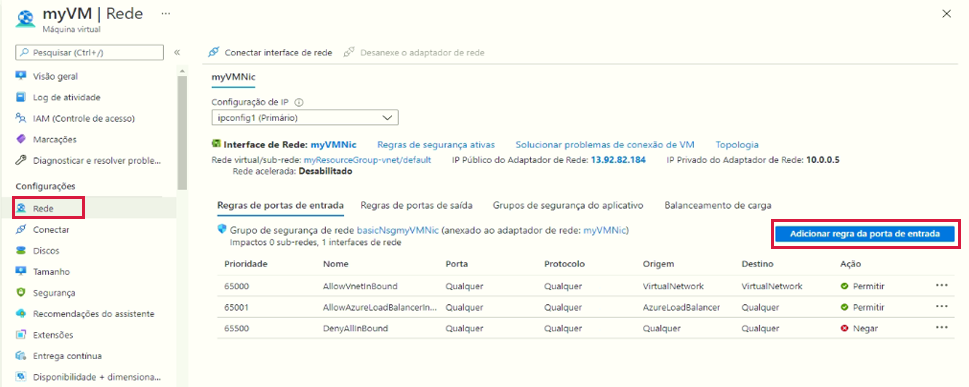 myVM | Rede ...
Máquina virtual
Pesquisar (Ctrl+/)
Visão geral
Log de atividade
IAM (Controle de acesso)
Marcações
Diagnosticar e resolver proble...
Configurações
Rede
Conectar
Discos
Tamanho
Segurança
Recomendações do assistente
Extensões
Entrega contínua
Disponibilidade + dimensiona...
Conectar interface de rede Desanexe o adaptador de rede
myVMNic
Configuração de IP
ipconfig1 (Primário)
Interface de Rede: myVMNic Regras de segurança ativas Solucionar problemas de conexão de VM Topologia
Rede virtual/sub-rede: myResourceGroup-vnet/default IP Público do Adaptador de Rede: 13.92.82.184 IP Privado do Adaptador de Rede: 10.0.0.5
Rede acelerada: Desabilitado
Regras de portas de entrada Regras de portas de saída Grupos de segurança do aplicativo Balanceamento de carga
Grupo de segurança de rede basicNsgmyVMNic (anexado ao adaptador de rede: myVMNic)
Impactos 0 sub-redes, 1 interfaces de rede
Adicionar regra da porta de entrada
Prioridade Nome Porta Protocolo Origem Destino Ação
65000 AllowVnetInBound Qualquer Qualquer VirtualNetwork VirtualNetwork Permitir ...
65001 AllowAzureLoadBalancerIn... Qualquer Qualquer AzureLoadBalancer Qualquer Permitir ...
65500 DenyAllInBound Qualquer Qualquer Qualquer Qualquer Negar ...